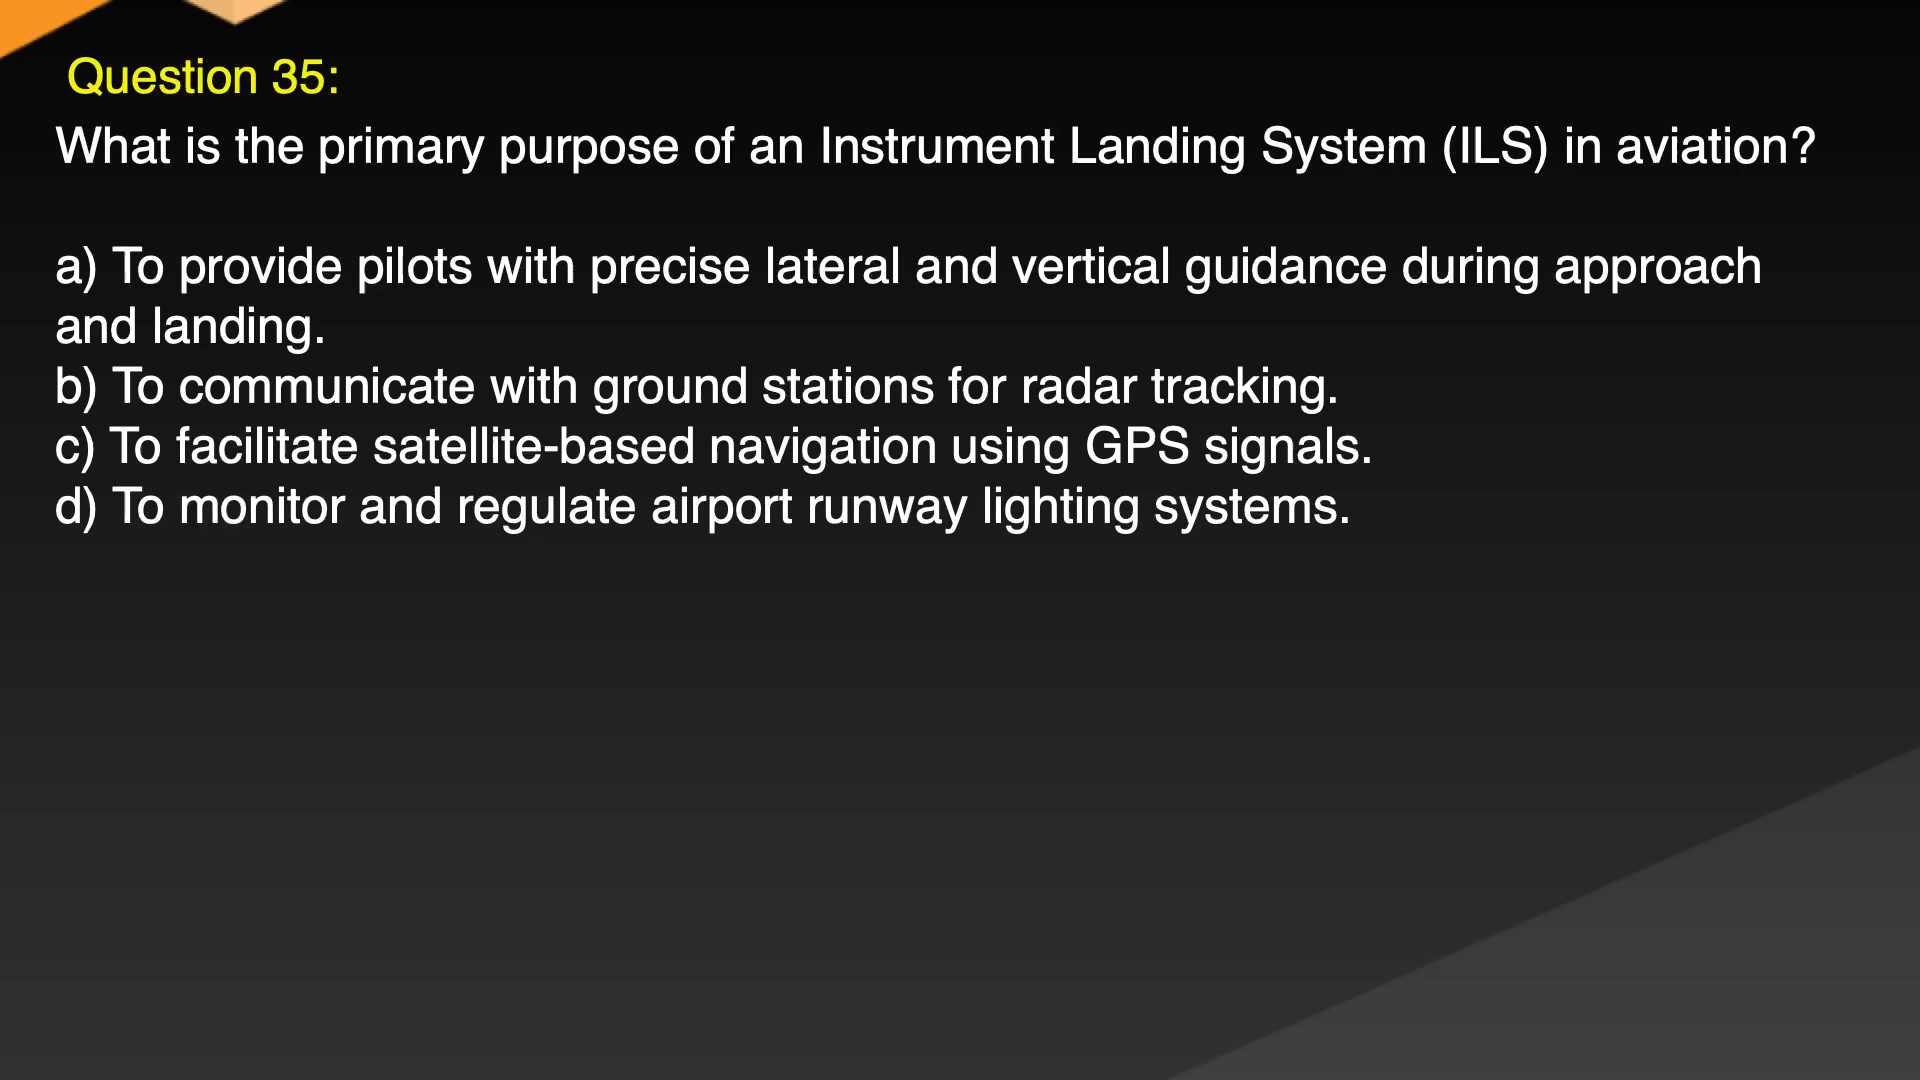 Question 35:
What is the primary purpose of an Instrument Landing System (ILS) in aviation?
a) To provide pilots with precise lateral and vertical guidance during approach
and landing.
b) To communicate with ground stations for radar tracking.
c) To facilitate satellite-based navigation using GPS signals.
d) To monitor and regulate airport runway lighting systems.